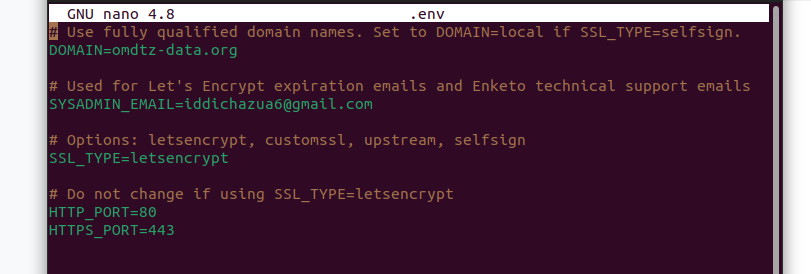 GNU nano 4.8 .env
# Use fully qualified domain names. Set to DOMAIN=local if SSL_TYPE=selfsign.
DOMAIN=omdtz-data.org
# Used for Let's Encrypt expiration emails and Enketo technical support emails
SYSADMIN_EMAIL=iddichazua6@gmail.com
# Options: letsencrypt, customssl, upstream, selfsign
SSL_TYPE=letsencrypt
# Do not change if using SSL_TYPE=letsencrypt
HTTP_PORT=80
HTTPS_PORT=443